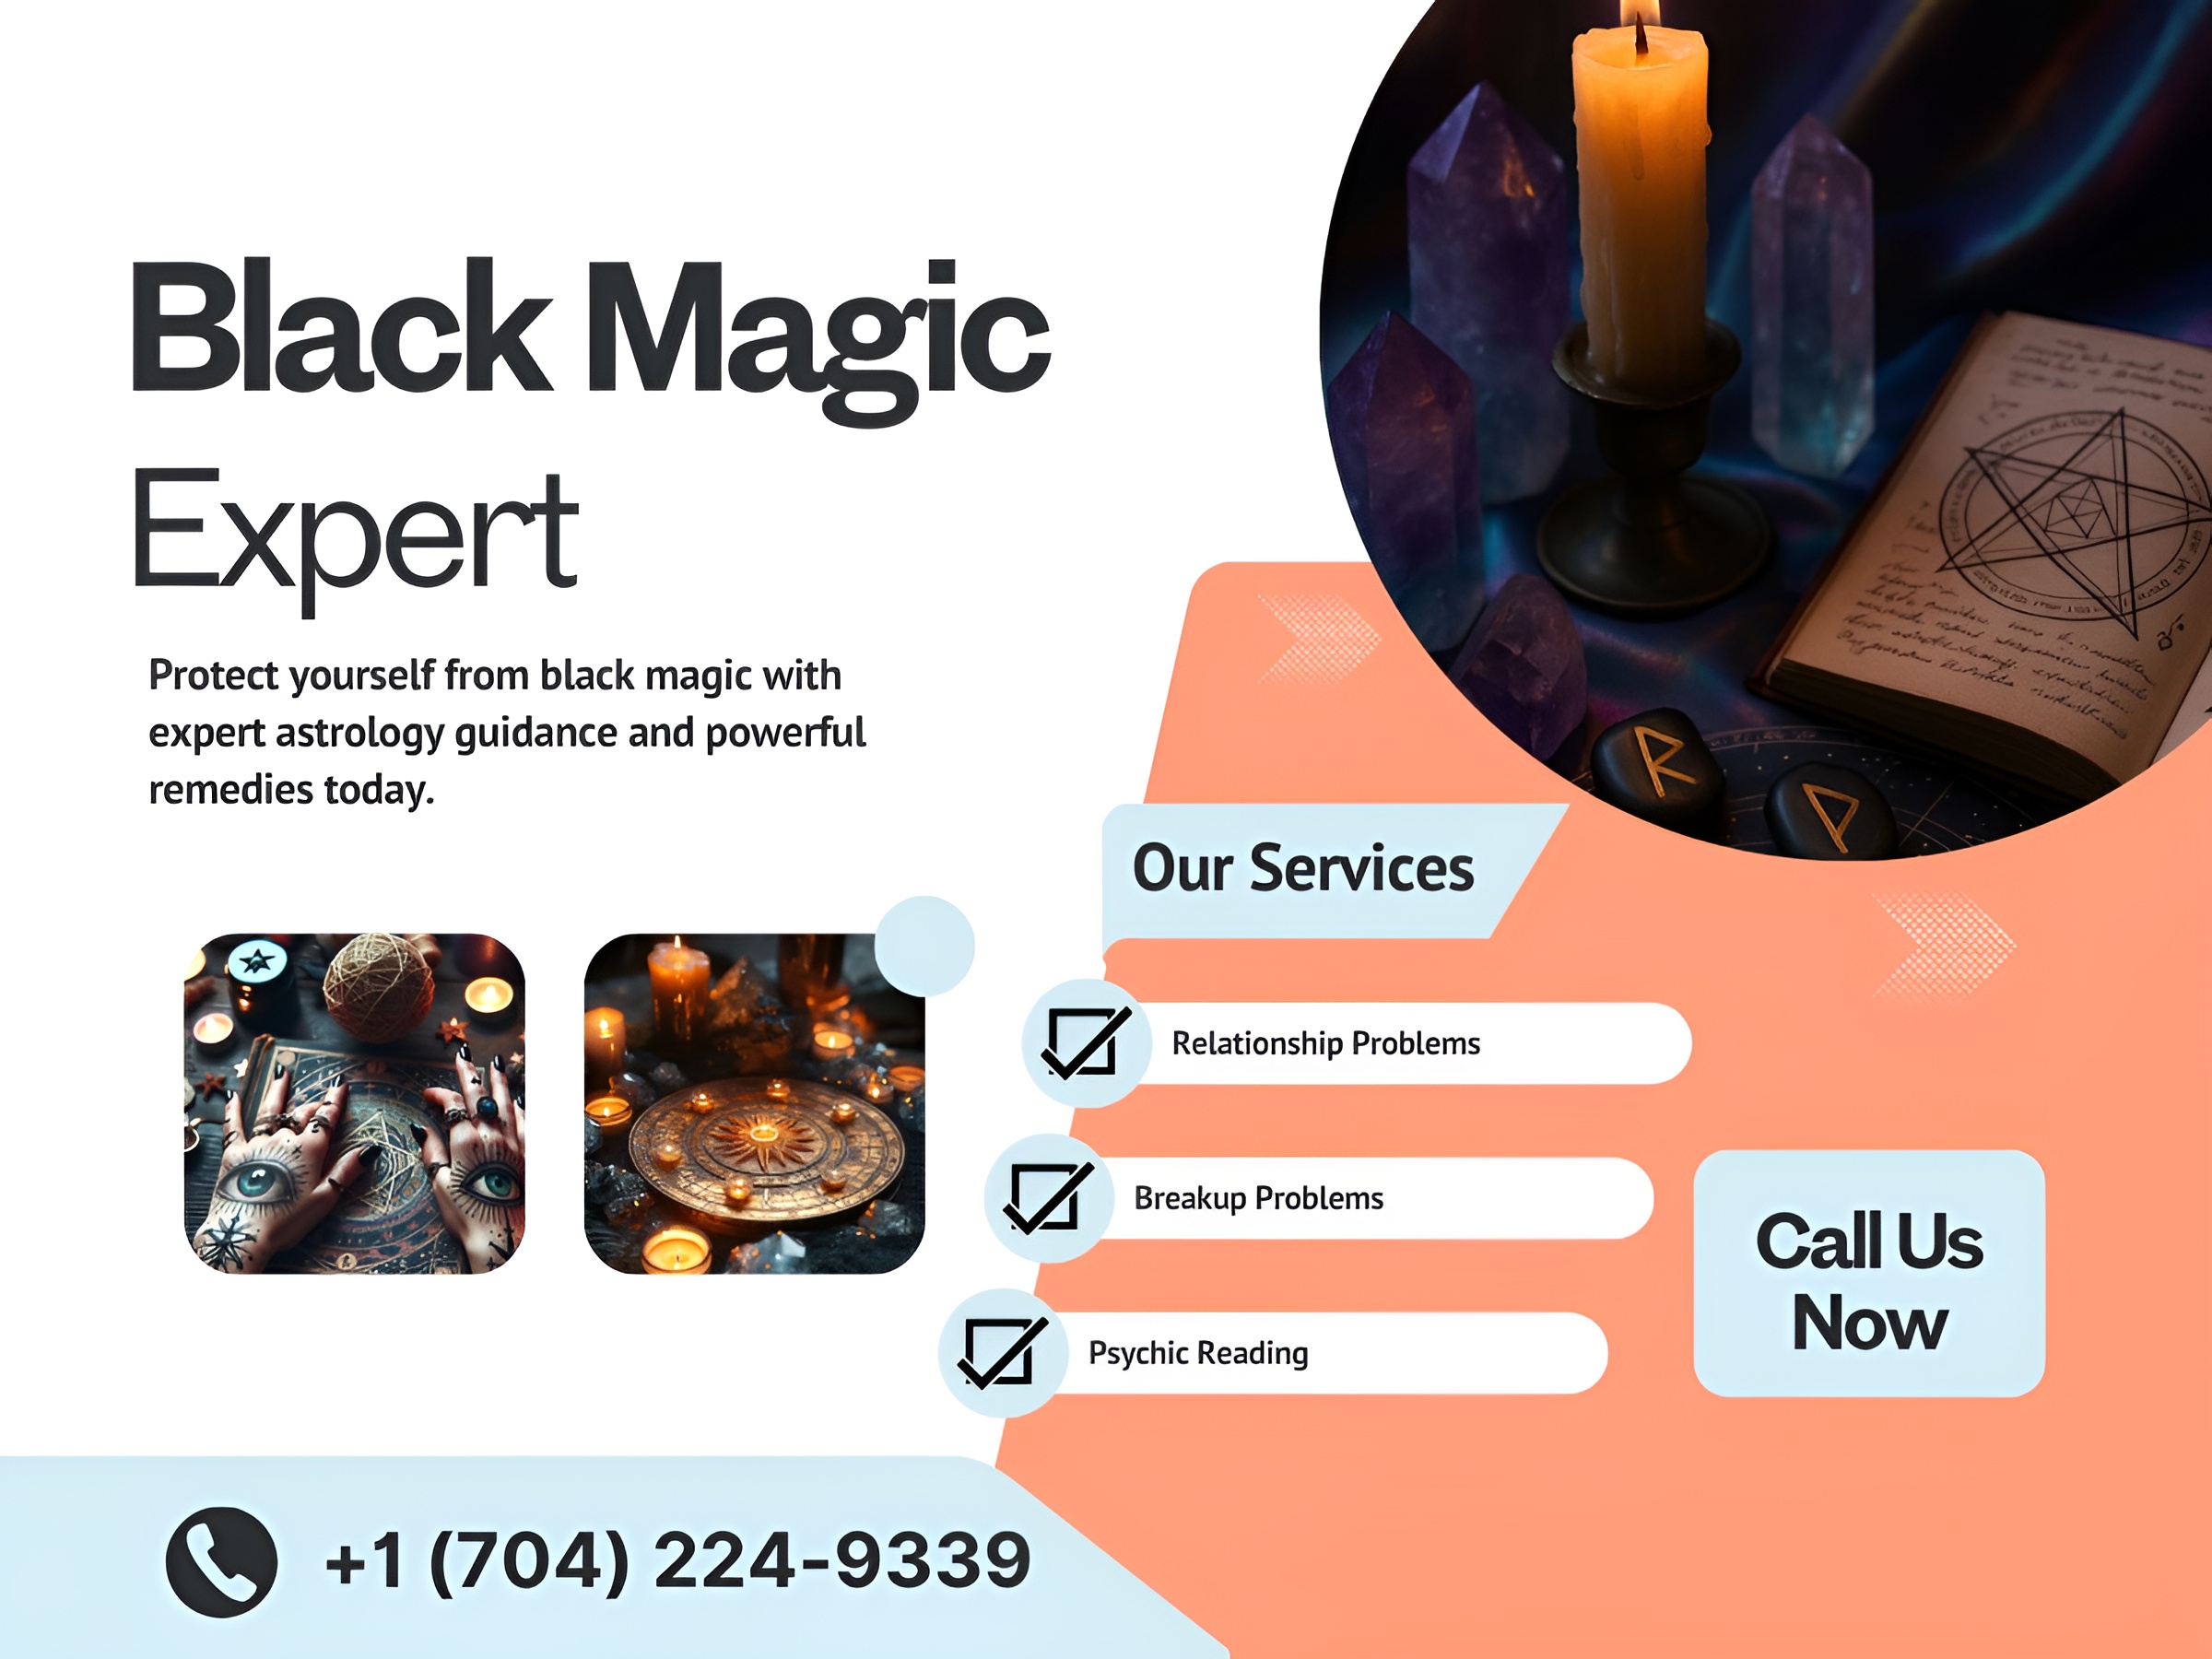 Black Magic
Expert
Protect yourself from black magic with
expert astrology guidance and powerful
remedies today.
Our Services
Relationship Problems
Breakup Problems
Psychic Reading
Call Us
Now
+1 (704) 224-9339